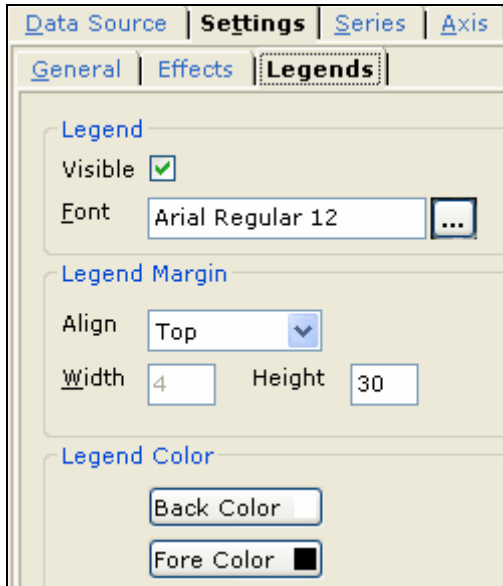 Data Source Settings Series Axis
General Effects Legends
Legend
Visible
Font Arial Regular 12 ...
Legend Margin
Align Top
Width 4 Height 30
Legend Color
Back Color
Fore Color